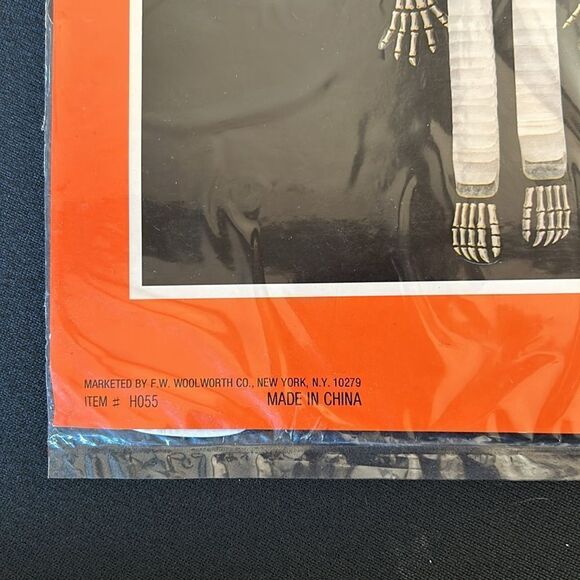 MARKETED BY F.W. WOOLWORTH CO., NEW YORK, N.Y. 10279
ITEM # H055 MADE IN CHINA